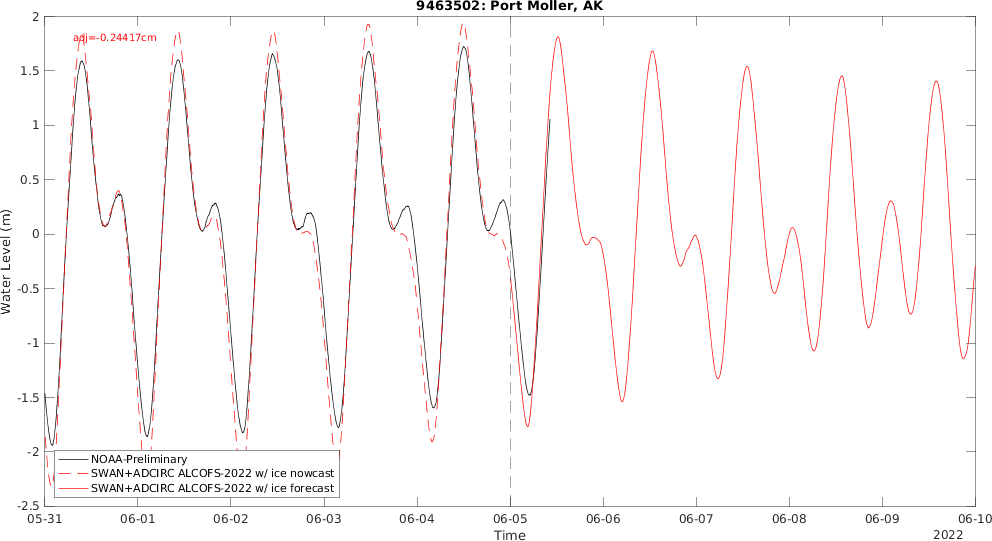 9463502: Port Moller, AK
adj=-0.24417cm
Water Level (m)
2
1.5
1
0.5
0
-0.5
-1
-1.5
-2
-2.5
NOAA-Preliminary
SWAN+ADCIRC ALCOFS-2022 w/ ice nowcast
SWAN+ADCIRC ALCOFS-2022 w/ ice forecast
05-31 06-01 06-02 06-03 06-04 06-05 06-06 06-07 06-08 06-09 06-10
Time
2022